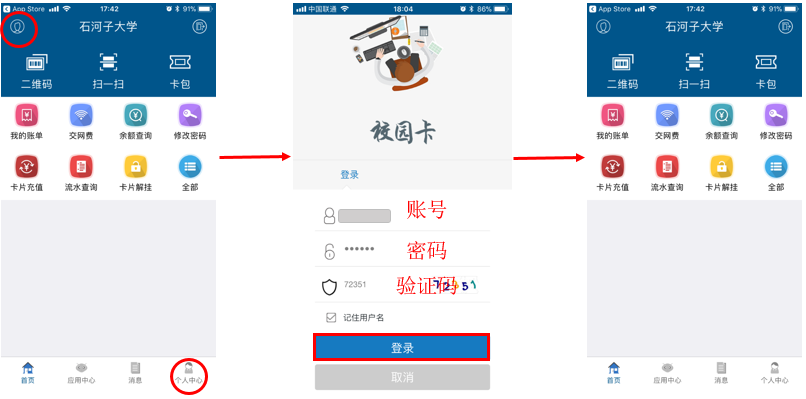 App Store 17:42 91%
石河子大学
二维码 扫一扫 卡包
我的账单 交网费 余额查询 修改密码
卡片充值 流水查询 卡片解挂 全部
首页 应用中心 消息 个人中心
中国联通 18:04 86%
校园卡
登录
账号
••••••  密码
72351 验证码 72351
记住用户名
登录
取消
App Store 17:42 91%
石河子大学
二维码 扫一扫 卡包
我的账单 交网费 余额查询 修改密码
卡片充值 流水查询 卡片解挂 全部
首页 应用中心 消息 个人中心